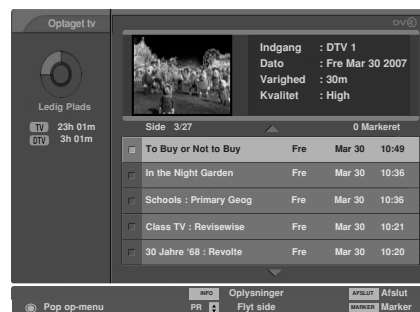 Optaget tv
DVR
Indgang : DTV 1
Dato : Fre Mar 30 2007
Varighed : 30m
Kvalitet : High
Ledig Plads
TV 23h 01m
DTV 3h 01m
Side 3/27 0 Markeret
To Buy or Not to Buy Fre Mar 30 10:49
In the Night Garden Fre Mar 30 10:36
Schools : Primary Geog Fre Mar 30 10:36
Class TV : Revisewise Fre Mar 30 10:21
30 Jahre '68 : Revolte Fre Mar 30 10:20
INFO Oplysninger AFSLUT Afslut
Pop op-menu PR Flyt side MARKER Marker